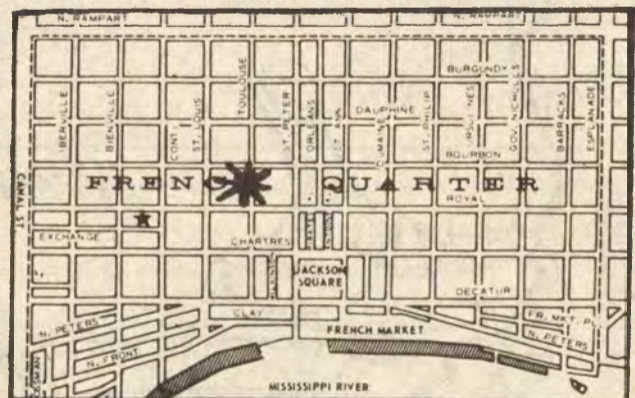 N. RAMPART
N. RAMPART
BURGUNDY
DAUPHINE
IBERVILLE
BIENVILLE
CONT.
ST. LOUIS
TOULOUSE
ST. PETER
ORLEANS
ST. ANN
DUMAINE
ST. PHILIP
URSULINES
GOV. NICHOLLS
BARRACKS
ESPLANADE
BOURBON
CANAL ST
FRENC QUARTER
ROYAL
EXCHANGE
CHARTRES
JACKSON
SQUARE
DECATUR
CLAY
N. PETERS
FR. MKT. PL.
N. PETERS
FRENCH MARKET
N. FRONT
MISSISSIPPI RIVER